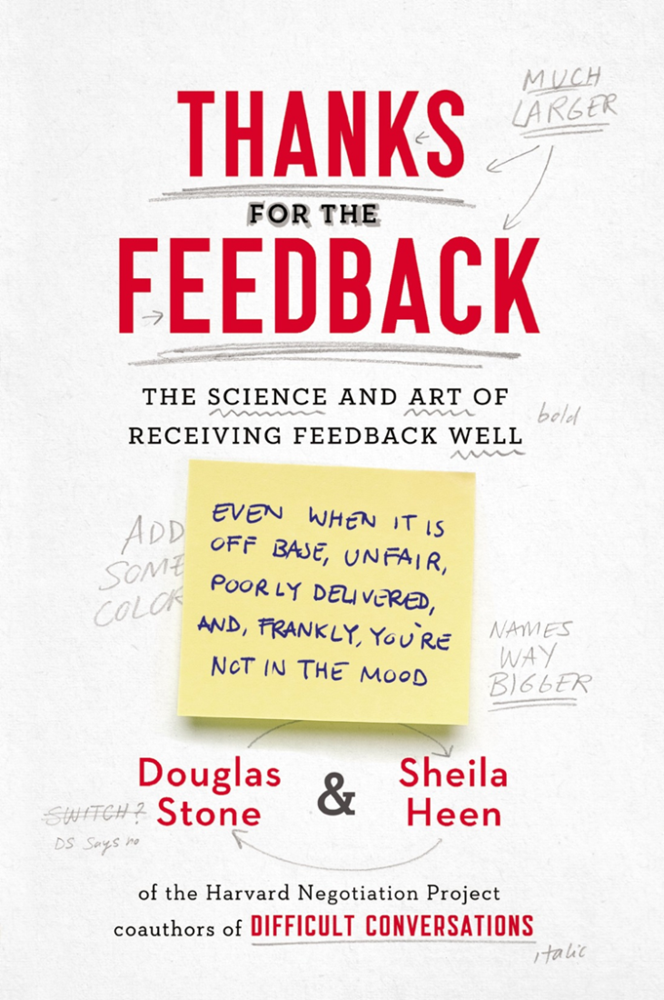 MUCH
LARGER
THANKS
FOR THE
FEEDBACK
THE SCIENCE AND ART OF
RECEIVING FEEDBACK WELL
bold
EVEN WHEN IT IS
OFF BASE, UNFAIR,
POORLY DELIVERED,
AND, FRANKLY, YOU'RE
NOT IN THE MOOD
ADD
SOME
COLOR
NAMES
WAY
BIGGER
Douglas
Stone
&
Sheila
Heen
SWITCH?
DS Says no
of the Harvard Negotiation Project
coauthors of DIFFICULT CONVERSATIONS
italic